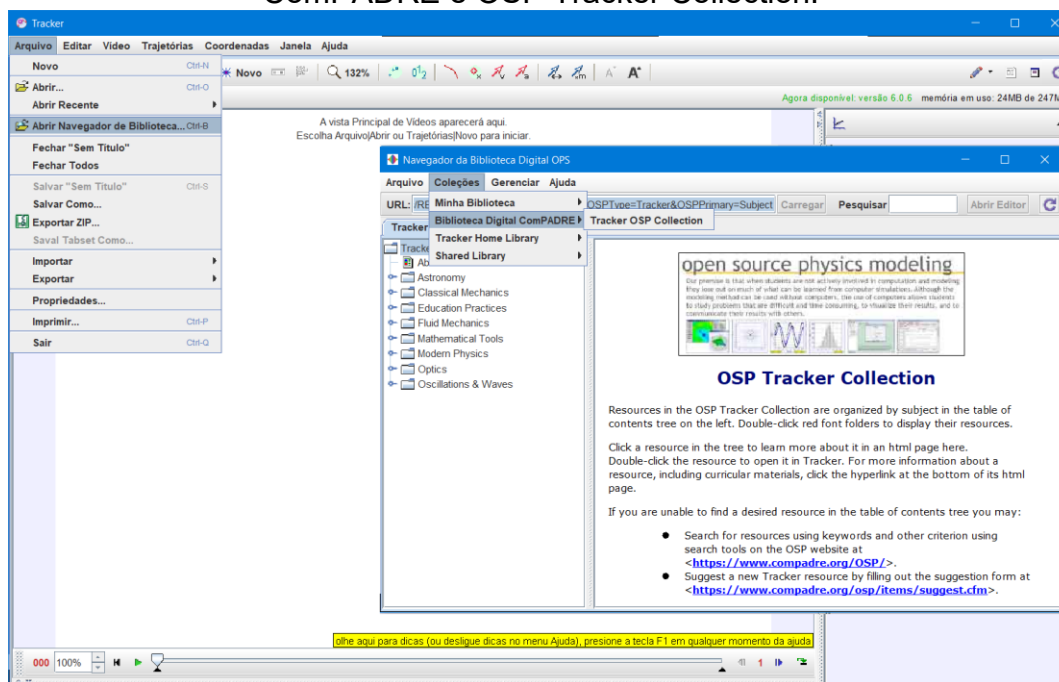 ComPADRE e OSP Tracker Collection.
Tracker
Arquivo Editar Video Trajetórias Coordenadas Janela Ajuda
Novo Ctrl-N
Abrir... Ctrl-O
Abrir Recente
Abrir Navegador de Biblioteca... Ctrl-B
Fechar "Sem Titulo"
Fechar Todos
Salvar "Sem Titulo" Ctrl-S
Salvar Como...
Exportar ZIP...
Saval Tabset Como...
Importar
Exportar
Propriedades...
Imprimir... Ctrl-P
Sair Ctrl-Q
Novo 132%
Agora disponível: versão 6.0.6 memória em uso: 24MB de 247M
A vista Principal de Vídeos aparecerá aqui.
Escolha Arquivo|Abrir ou Trajetórias|Novo para iniciar.
Navegador da Biblioteca Digital OPS
Arquivo Coleções Gerenciar Ajuda
URL: OSPType=Tracker&OSPPrimary=Subject Carregar Pesquisar Abrir Editor
Minha Biblioteca
Biblioteca Digital ComPADRE Tracker OSP Collection
Tracker Home Library
Shared Library
Tracker
Astronomy
Classical Mechanics
Education Practices
Fluid Mechanics
Mathematical Tools
Modern Physics
Optics
Oscillations & Waves
open source physics modeling
OSP Tracker Collection
Resources in the OSP Tracker Collection are organized by subject in the table of
contents tree on the left. Double-click red font folders to display their resources.
Click a resource in the tree to learn more about it in an html page here.
Double-click the resource to open it in Tracker. For more information about a
resource, including curricular materials, click the hyperlink at the bottom of its html
page.
If you are unable to find a desired resource in the table of contents tree you may:
● Search for resources using keywords and other criterion using
search tools on the OSP website at
<https://www.compadre.org/OSP/>.
● Suggest a new Tracker resource by filling out the suggestion form at
<https://www.compadre.org/osp/items/suggest.cfm>.
olhe aqui para dicas (ou desligue dicas no menu Ajuda), presione a tecla F1 em qualquer momento da ajuda
000 100% 1